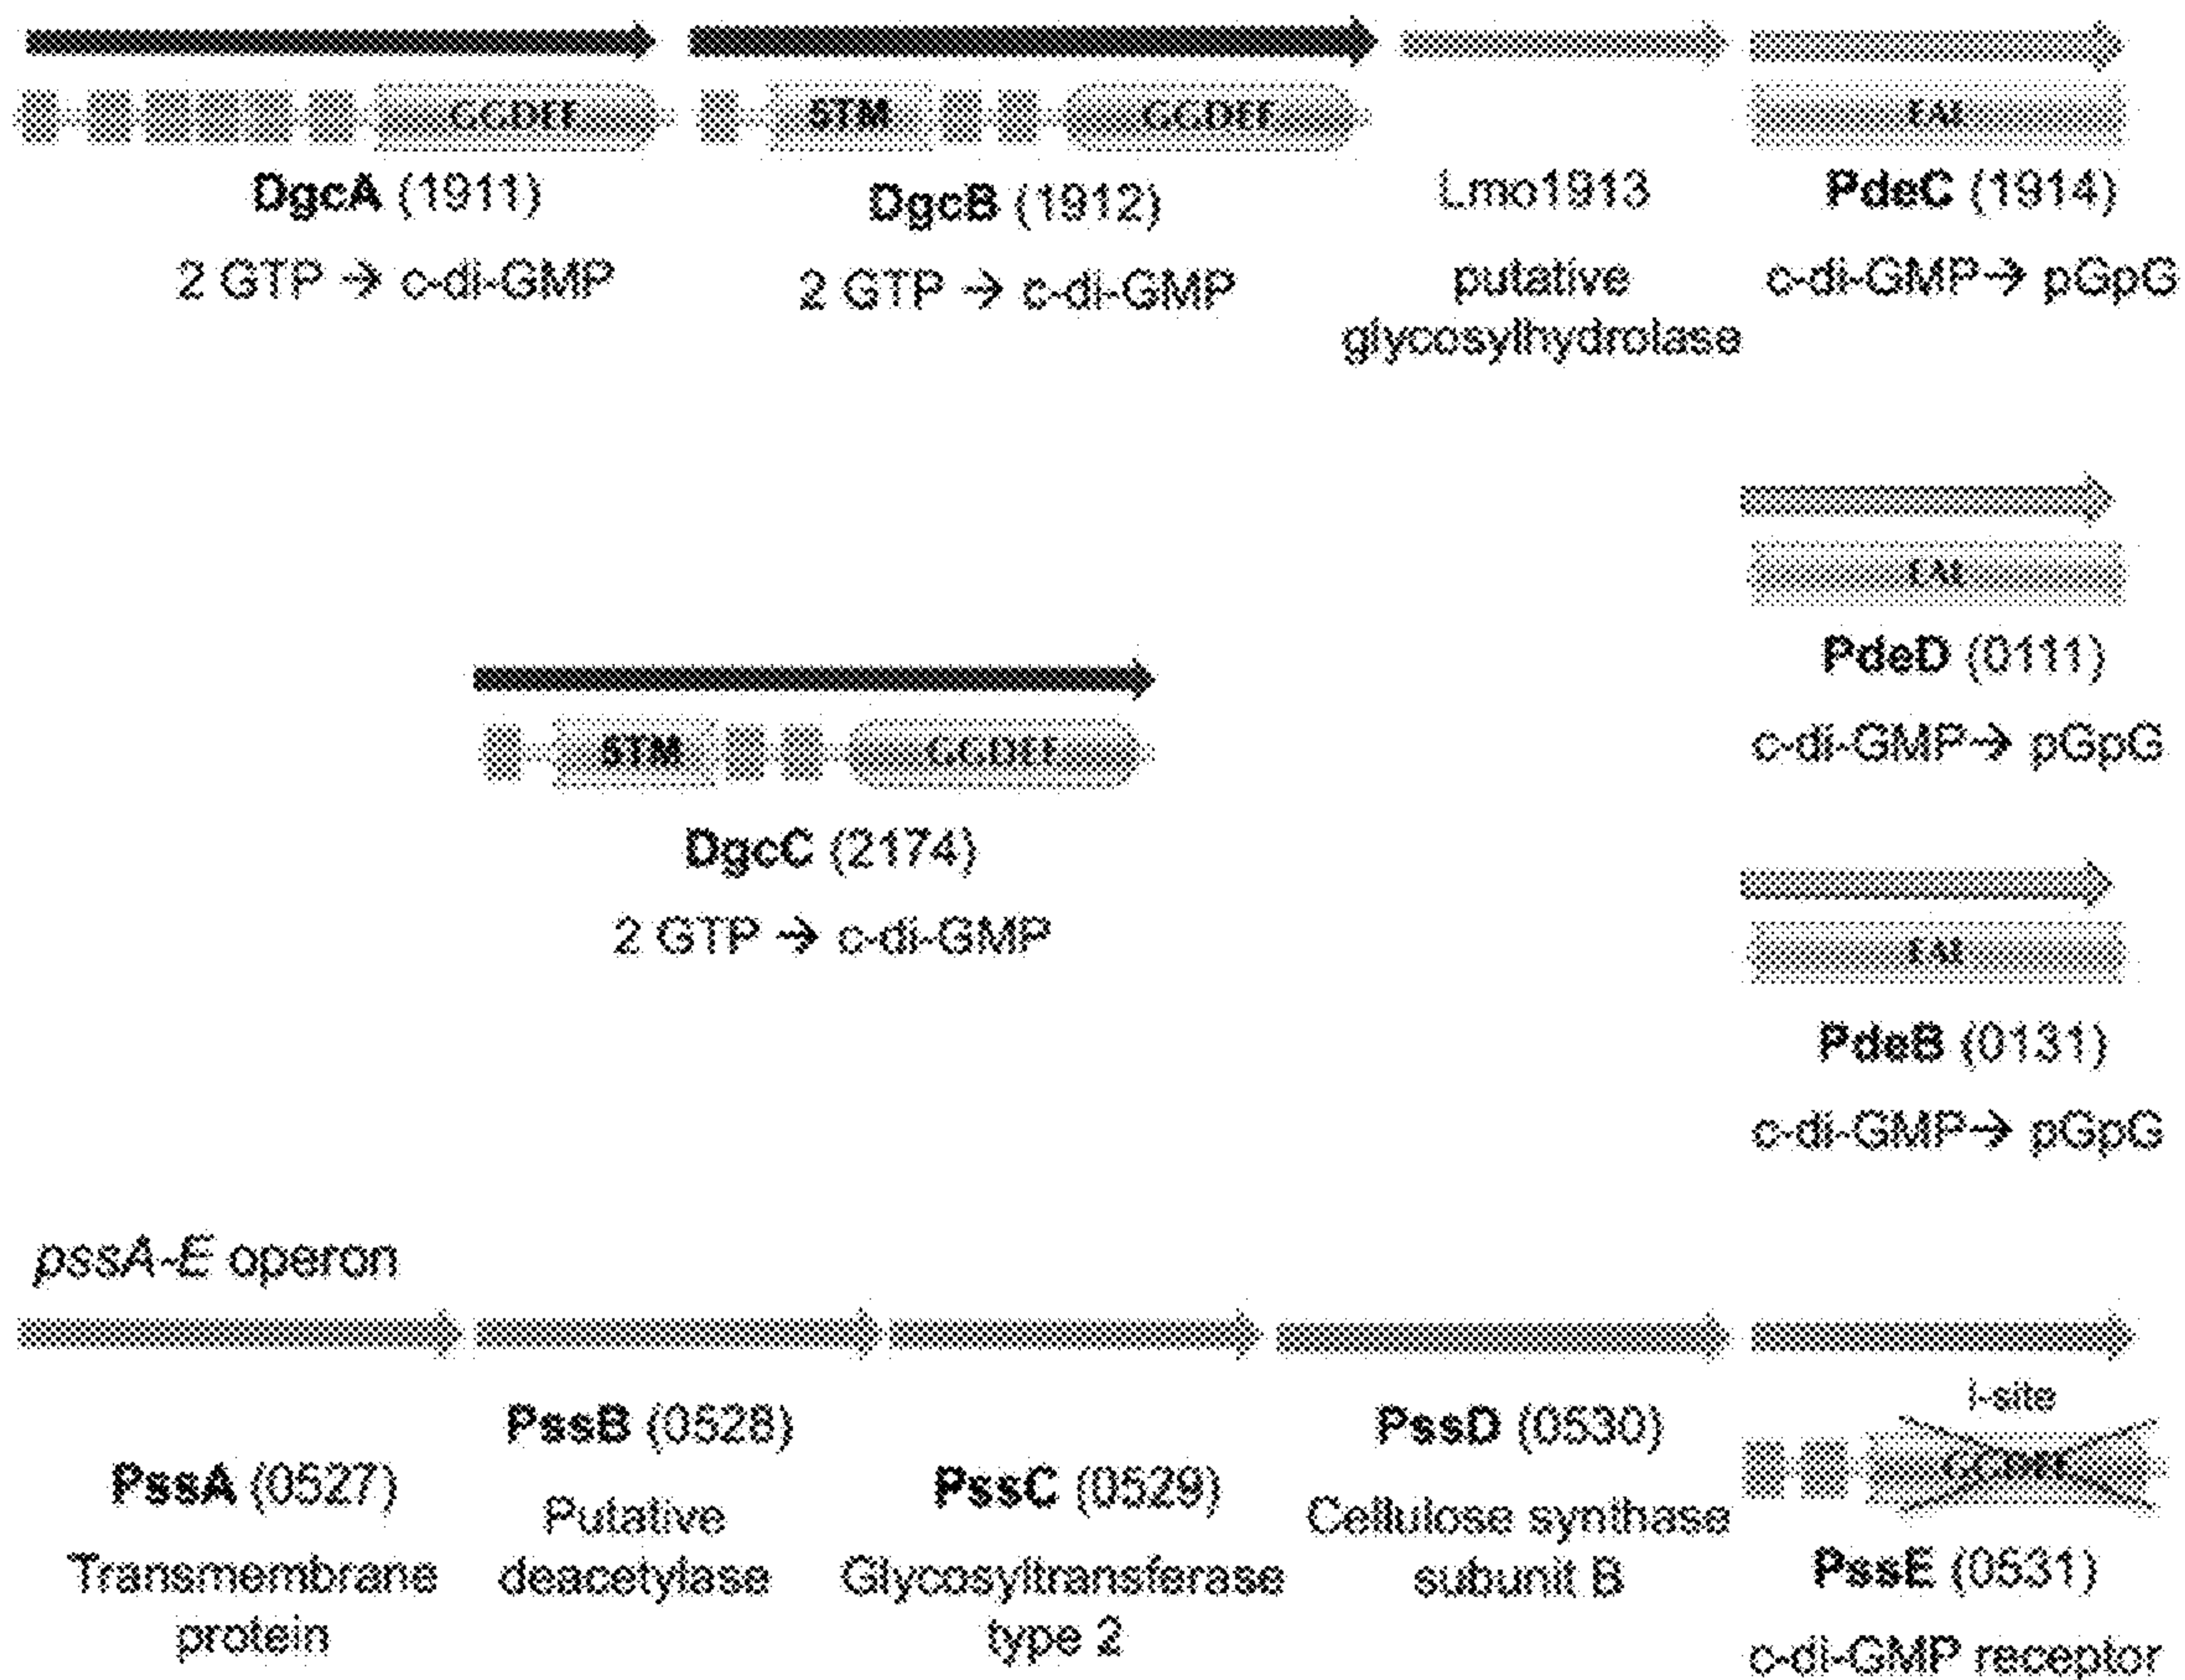 GGDEF 5TM GGDEF EAL
DgcA (1911) DgcB (1912) Lmo1913 PdeC (1914)
2 GTP → c-di-GMP 2 GTP → c-di-GMP putative c-di-GMP→ pGpG
glycosylhydrolase
EAL
PdeD (0111)
c-di-GMP→ pGpG
5TM GGDEF
DgcC (2174)
2 GTP → c-di-GMP
EAL
PdeB (0131)
c-di-GMP→ pGpG
pssA-E operon
PssA (0527)
Transmembrane
protein
PssB (0528)
Putative
deacetylase
PssC (0529)
Glycosyltransferase
type 2
PssD (0530)
Cellulose synthase
subunit B
I-site
GGDEF
PssE (0531)
c-di-GMP receptor